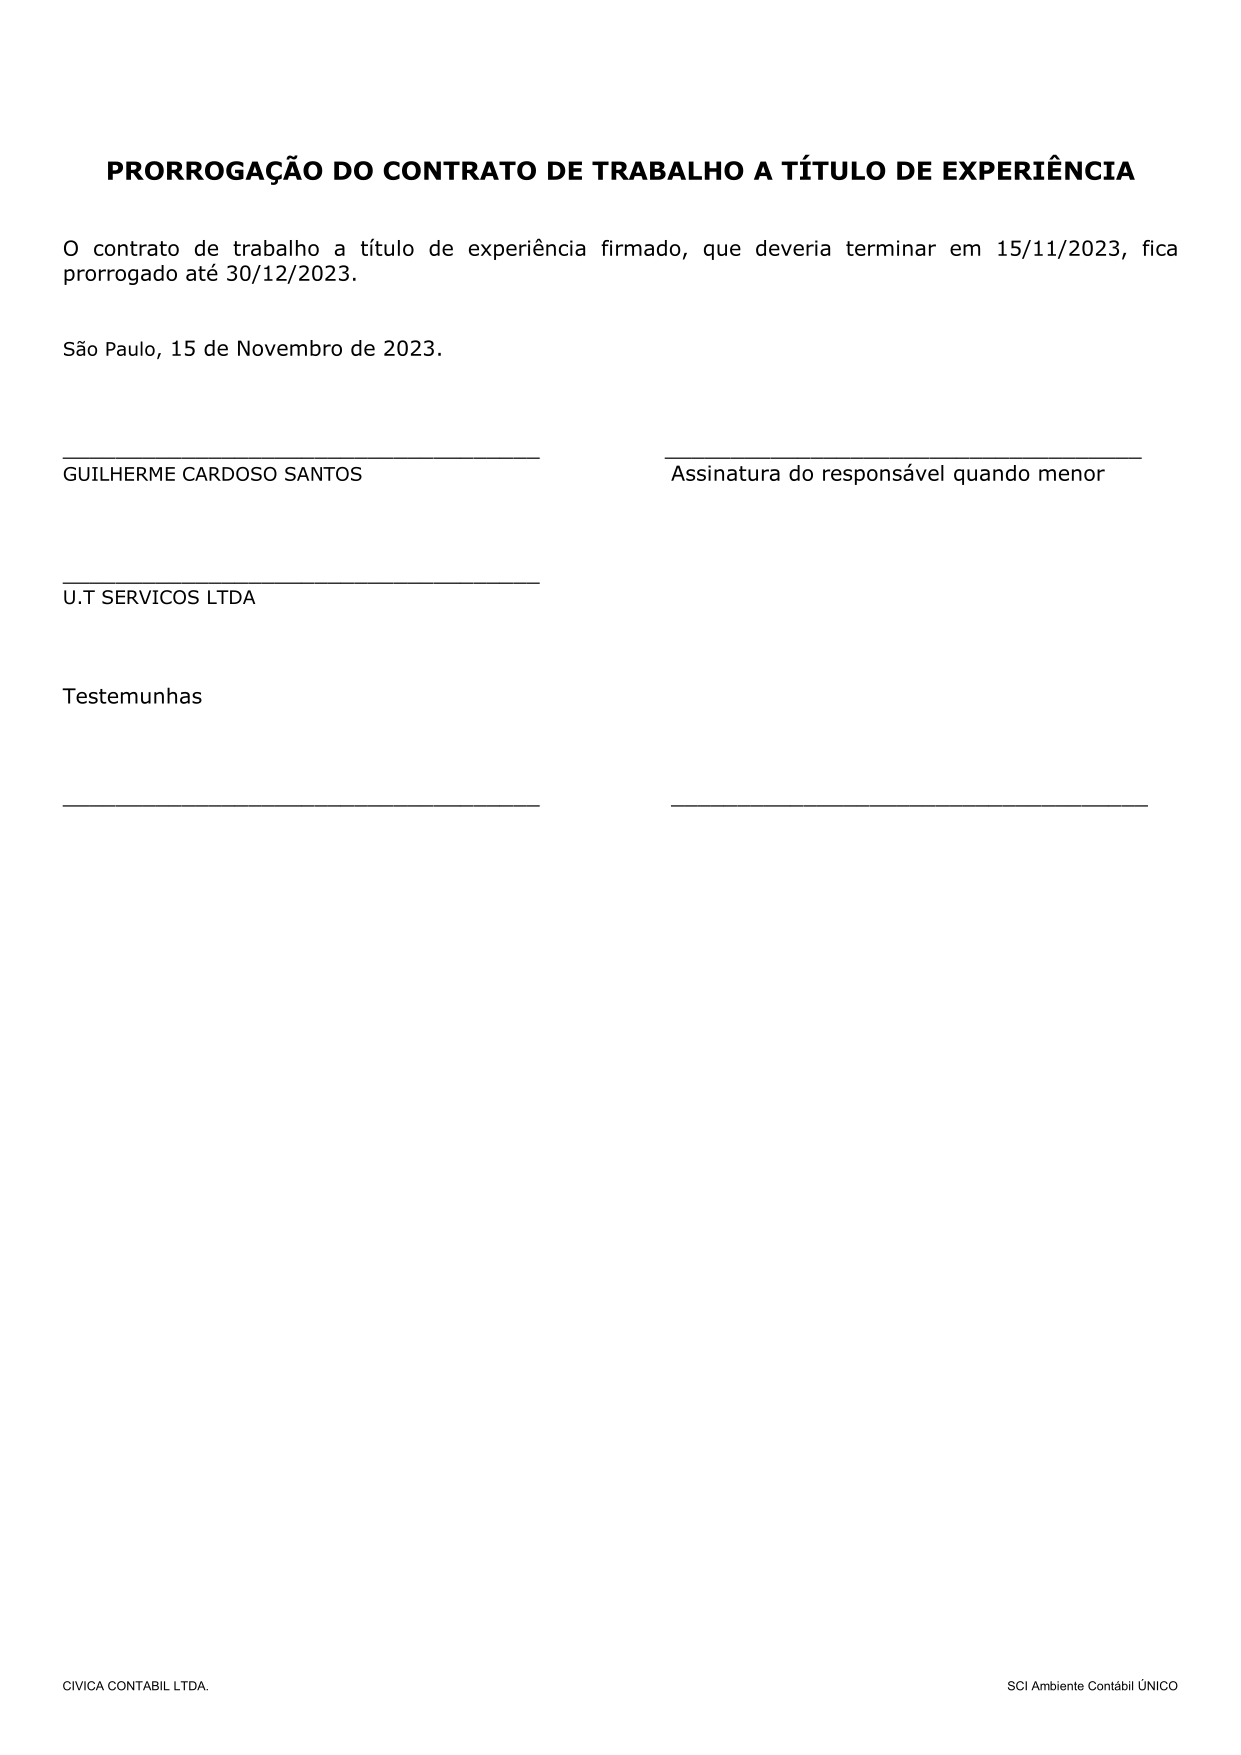 PRORROGAÇÃO DO CONTRATO DE TRABALHO A TÍTULO DE EXPERIÊNCIA
O contrato de trabalho a título de experiência firmado, que deveria terminar em 15/11/2023, fica
prorrogado até 30/12/2023.
São Paulo, 15 de Novembro de 2023.
GUILHERME CARDOSO SANTOS
Assinatura do responsável quando menor
U.T SERVICOS LTDA
Testemunhas
CIVICA CONTABIL LTDA.
SCI Ambiente Contábil ÚNICO